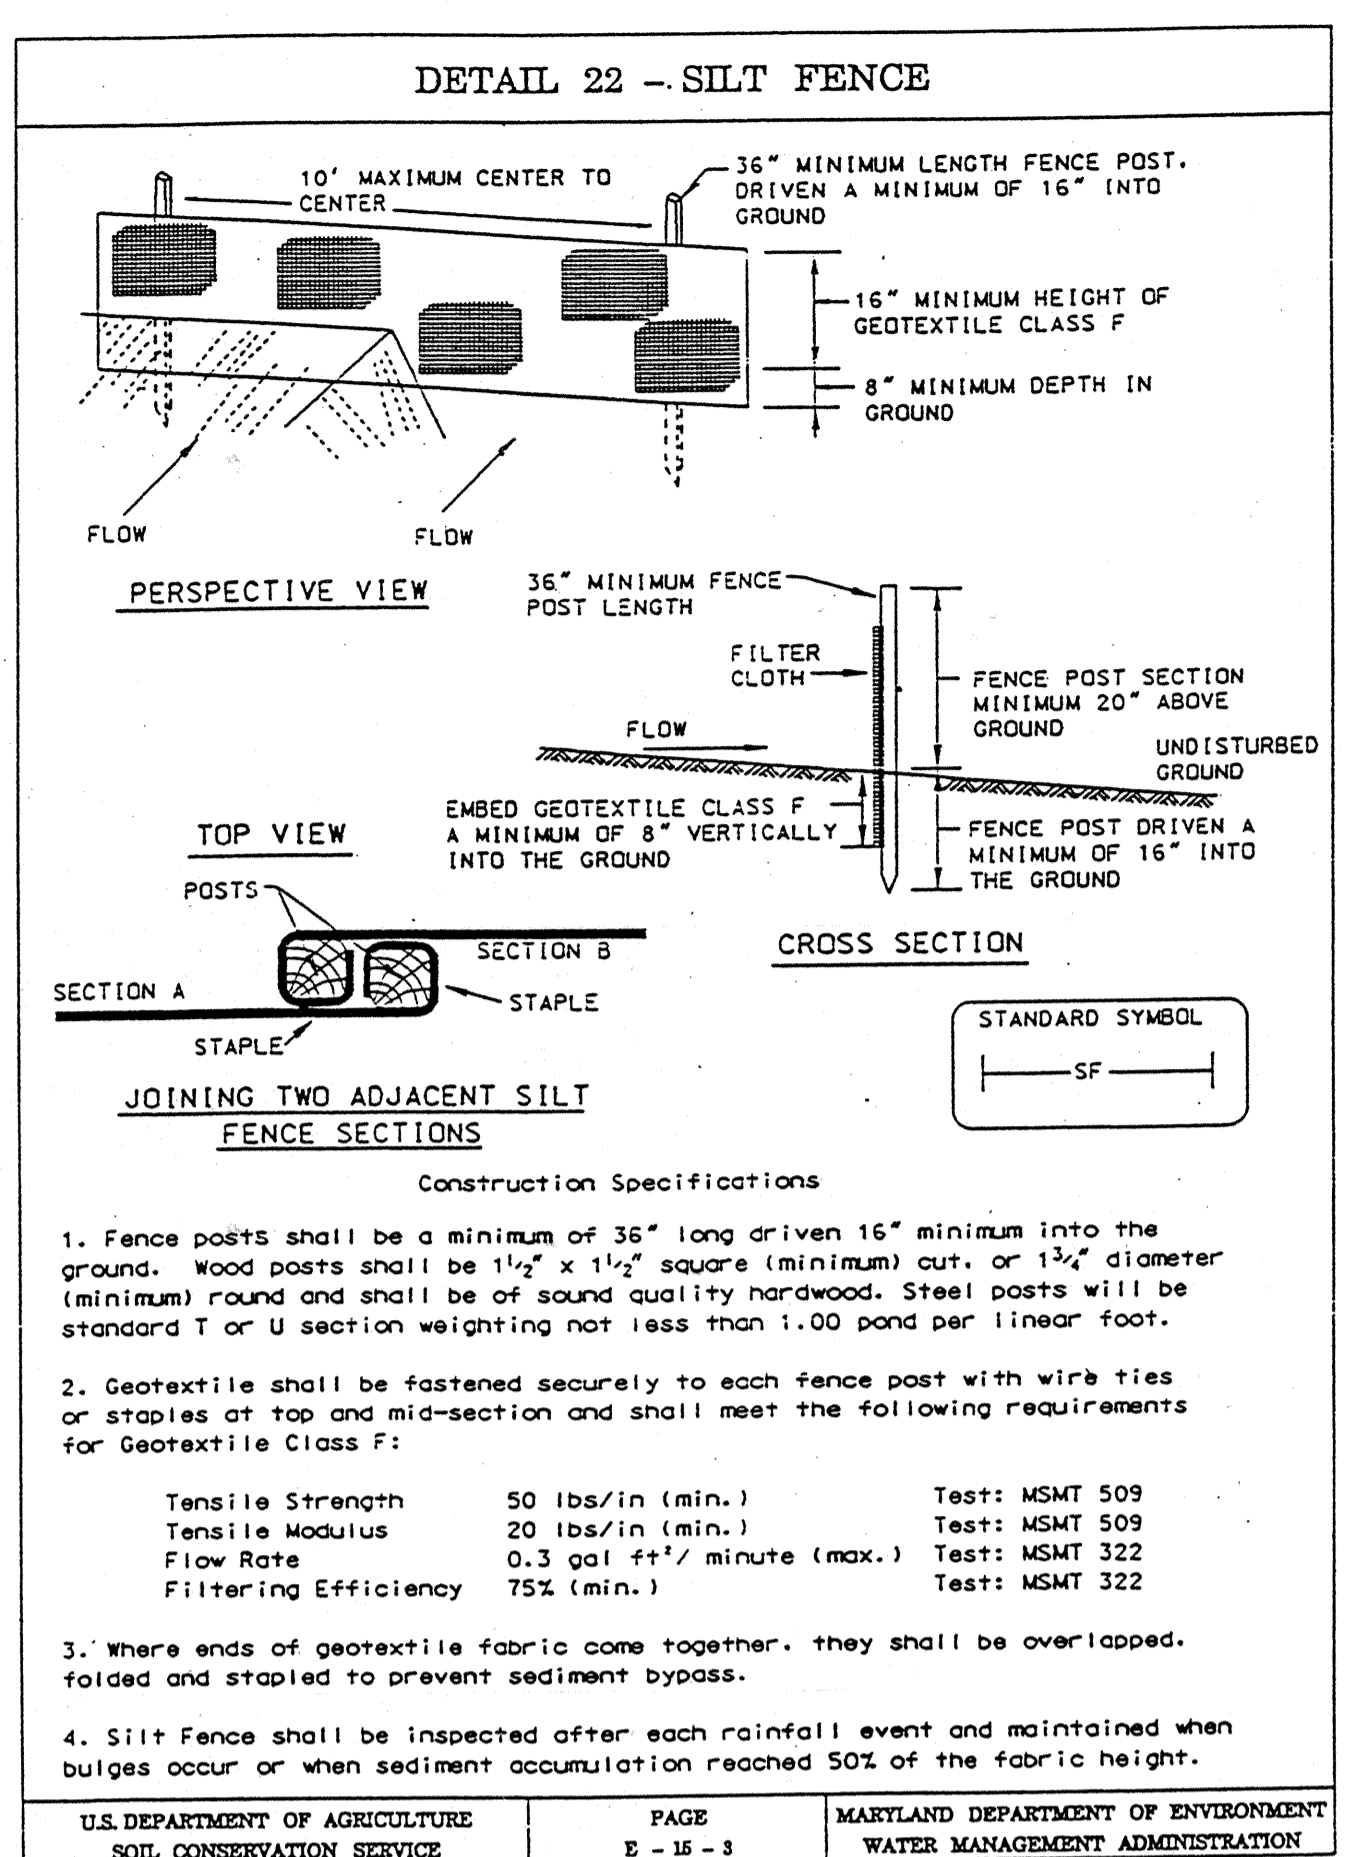 DETAIL 22 - SILT FENCE
10' MAXIMUM CENTER TO
CENTER
36" MINIMUM LENGTH FENCE POST.
DRIVEN A MINIMUM OF 16" INTO
GROUND
16" MINIMUM HEIGHT OF
GEOTEXTILE CLASS F
8" MINIMUM DEPTH IN
GROUND
FLOW
FLOW
PERSPECTIVE VIEW
36" MINIMUM FENCE
POST LENGTH
FILTER
CLOTH
FENCE POST SECTION
MINIMUM 20" ABOVE
GROUND
FLOW
UNDISTURBED
GROUND
EMBED GEOTEXTILE CLASS F
A MINIMUM OF 8" VERTICALLY
INTO THE GROUND
FENCE POST DRIVEN A
MINIMUM OF 16" INTO
THE GROUND
CROSS SECTION
TOP VIEW
POSTS
SECTION B
SECTION A
STAPLE
STAPLE
JOINING TWO ADJACENT SILT
FENCE SECTIONS
STANDARD SYMBOL
SF
Construction Specifications
1. Fence posts shall be a minimum of 36" long driven 16" minimum into the
ground. Wood posts shall be 1 1/2" x 1 1/2" square (minimum) cut. or 1 3/4" diameter
(minimum) round and shall be of sound quality hardwood. Steel posts will be
standard T or U section weighting not less than 1.00 pond per linear foot.
2. Geotextile shall be fastened securely to each fence post with wire ties
or staples at top and mid-section and shall meet the following requirements
for Geotextile Class F:
Tensile Strength 50 lbs/in (min.) Test: MSMT 509
Tensile Modulus 20 lbs/in (min.) Test: MSMT 509
Flow Rate 0.3 gal ft²/ minute (max.) Test: MSMT 322
Filtering Efficiency 75% (min.) Test: MSMT 322
3. Where ends of geotextile fabric come together. they shall be overlapped.
folded and stapled to prevent sediment bypass.
4. Silt Fence shall be inspected after each rainfall event and maintained when
bulges occur or when sediment accumulation reached 50% of the fabric height.
U.S. DEPARTMENT OF AGRICULTURE
SOIL CONSERVATION SERVICE
PAGE
E - 15 - 3
MARYLAND DEPARTMENT OF ENVIRONMENT
WATER MANAGEMENT ADMINISTRATION